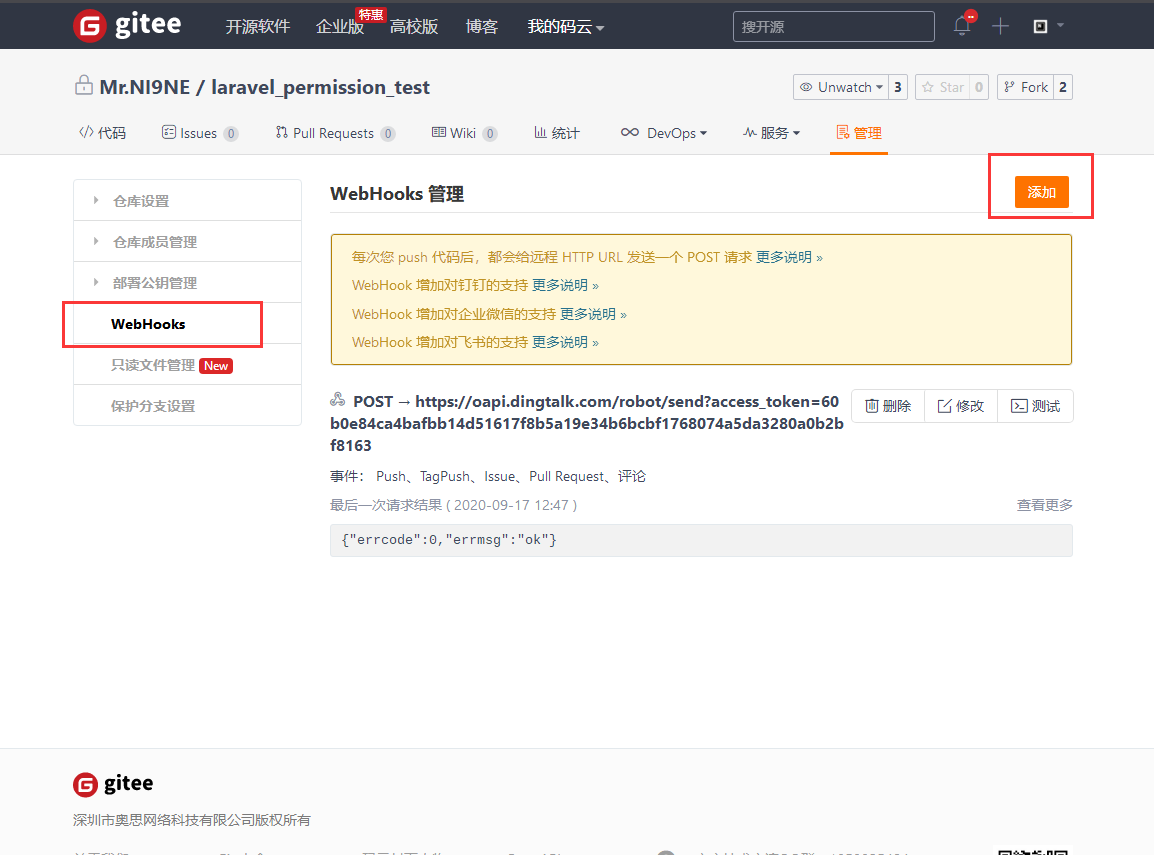 gitee 开源软件 企业版 特惠 高校版 博客 我的码云 搜开源
Mr.NI9NE / laravel_permission_test Unwatch 3 Star 0 Fork 2
代码 Issues 0 Pull Requests 0 Wiki 0 统计 DevOps 服务 管理
仓库设置
仓库成员管理
部署公钥管理
WebHooks
只读文件管理 New
保护分支设置
WebHooks 管理 添加
每次您 push 代码后，都会给远程 HTTP URL 发送一个 POST 请求 更多说明 »
WebHook 增加对钉钉的支持 更多说明 »
WebHook 增加对企业微信的支持 更多说明 »
WebHook 增加对飞书的支持 更多说明 »
POST → https://oapi.dingtalk.com/robot/send?access_token=60
b0e84ca4bafbb14d51617f8b5a19e34b6bcbf1768074a5da3280a0b2b
f8163
删除 修改 测试
事件： Push、TagPush、Issue、Pull Request、评论
最后一次请求结果 ( 2020-09-17 12:47 ) 查看更多
{"errcode":0,"errmsg":"ok"}
gitee
深圳市奥思网络科技有限公司版权所有